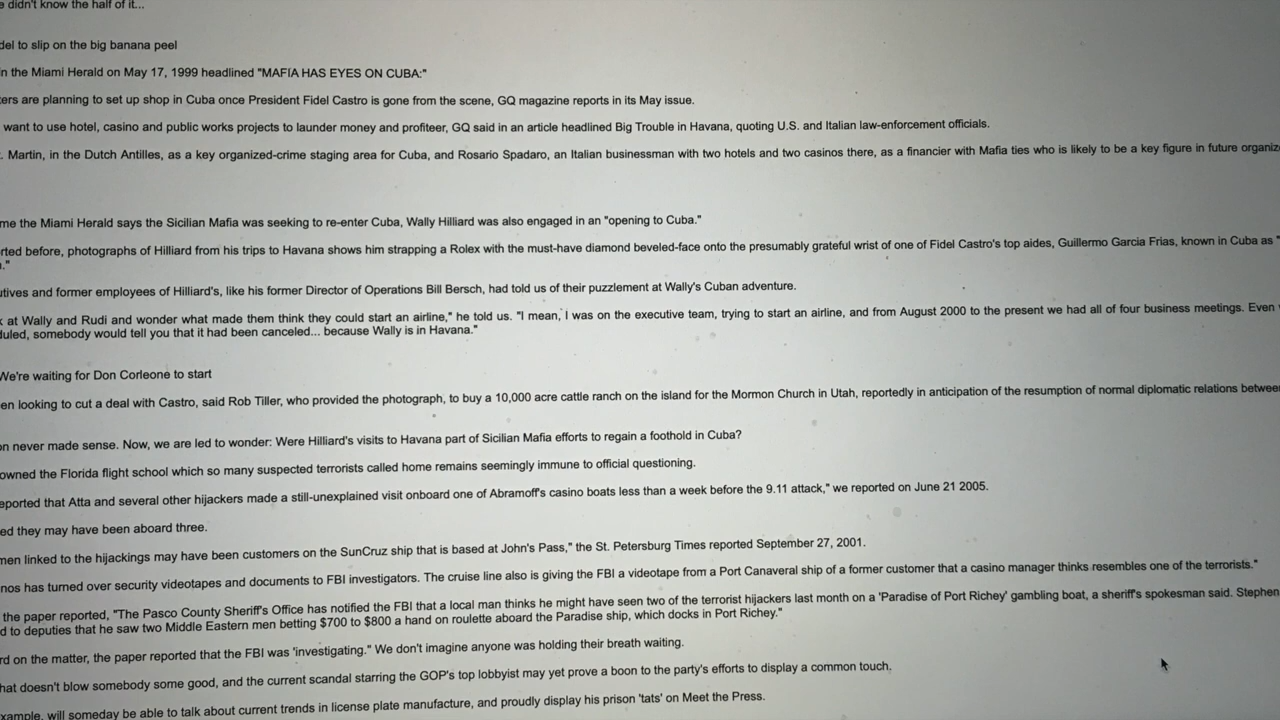 e didn't know the half of it...
del to slip on the big banana peel
n the Miami Herald on May 17, 1999 headlined "MAFIA HAS EYES ON CUBA:"
ers are planning to set up shop in Cuba once President Fidel Castro is gone from the scene, GQ magazine reports in its May issue.
want to use hotel, casino and public works projects to launder money and profiteer, GQ said in an article headlined Big Trouble in Havana, quoting U.S. and Italian law-enforcement officials.
. Martin, in the Dutch Antilles, as a key organized-crime staging area for Cuba, and Rosario Spadaro, an Italian businessman with two hotels and two casinos there, as a financier with Mafia ties who is likely to be a key figure in future organiz
me the Miami Herald says the Sicilian Mafia was seeking to re-enter Cuba, Wally Hilliard was also engaged in an "opening to Cuba."
rted before, photographs of Hilliard from his trips to Havana shows him strapping a Rolex with the must-have diamond beveled-face onto the presumably grateful wrist of one of Fidel Castro's top aides, Guillermo Garcia Frias, known in Cuba as "
."
utives and former employees of Hilliard's, like his former Director of Operations Bill Bersch, had told us of their puzzlement at Wally's Cuban adventure.
k at Wally and Rudi and wonder what made them think they could start an airline," he told us. "I mean, I was on the executive team, trying to start an airline, and from August 2000 to the present we had all of four business meetings. Even
duled, somebody would tell you that it had been canceled... because Wally is in Havana."
We're waiting for Don Corleone to start
en looking to cut a deal with Castro, said Rob Tiller, who provided the photograph, to buy a 10,000 acre cattle ranch on the island for the Mormon Church in Utah, reportedly in anticipation of the resumption of normal diplomatic relations between
on never made sense. Now, we are led to wonder: Were Hilliard's visits to Havana part of Sicilian Mafia efforts to regain a foothold in Cuba?
owned the Florida flight school which so many suspected terrorists called home remains seemingly immune to official questioning.
eported that Atta and several other hijackers made a still-unexplained visit onboard one of Abramoff's casino boats less than a week before the 9.11 attack," we reported on June 21 2005.
ed they may have been aboard three.
men linked to the hijackings may have been customers on the SunCruz ship that is based at John's Pass," the St. Petersburg Times reported September 27, 2001.
nos has turned over security videotapes and documents to FBI investigators. The cruise line also is giving the FBI a videotape from a Port Canaveral ship of a former customer that a casino manager thinks resembles one of the terrorists."
the paper reported, "The Pasco County Sheriff's Office has notified the FBI that a local man thinks he might have seen two of the terrorist hijackers last month on a 'Paradise of Port Richey' gambling boat, a sheriff's spokesman said. Stephen
d to deputies that he saw two Middle Eastern men betting $700 to $800 a hand on roulette aboard the Paradise ship, which docks in Port Richey."
rd on the matter, the paper reported that the FBI was 'investigating." We don't imagine anyone was holding their breath waiting.
hat doesn't blow somebody some good, and the current scandal starring the GOP's top lobbyist may yet prove a boon to the party's efforts to display a common touch.
xample, will someday be able to talk about current trends in license plate manufacture, and proudly display his prison 'tats' on Meet the Press.